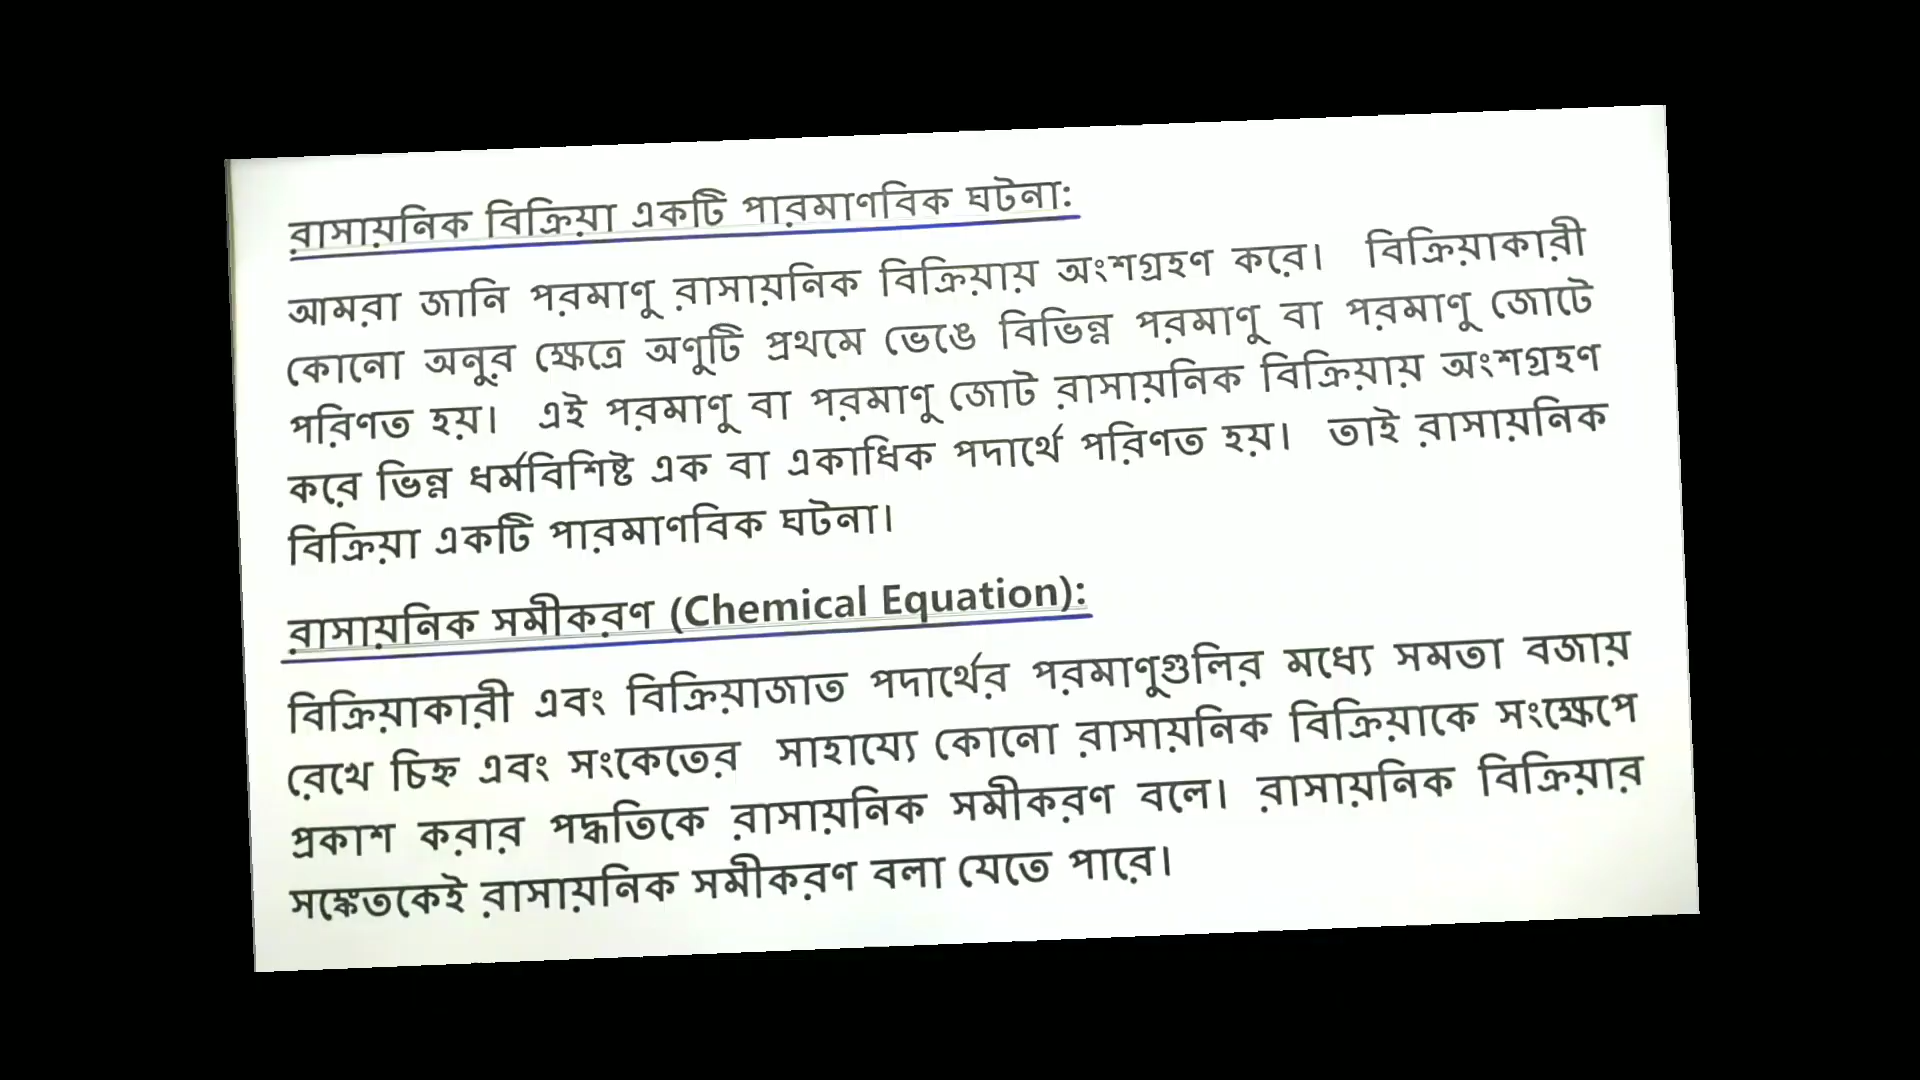 রাসায়নিক বিক্রিয়া একটি পারমাণবিক ঘটনা:
আমরা জানি পরমাণু রাসায়নিক বিক্রিয়ায় অংশগ্রহণ করে। বিক্রিয়াকারী
কোনো অনুর ক্ষেত্রে অণুটি প্রথমে ভেঙে বিভিন্ন পরমাণু বা পরমাণু জোটে
পরিণত হয়। এই পরমাণু বা পরমাণু জোট রাসায়নিক বিক্রিয়ায় অংশগ্রহণ
করে ভিন্ন ধর্মবিশিষ্ট এক বা একাধিক পদার্থে পরিণত হয়। তাই রাসায়নিক
বিক্রিয়া একটি পারমাণবিক ঘটনা।
রাসায়নিক সমীকরণ (Chemical Equation):
বিক্রিয়াকারী এবং বিক্রিয়াজাত পদার্থের পরমাণুগুলির মধ্যে সমতা বজায়
রেখে চিহ্ন এবং সংকেতের সাহায্যে কোনো রাসায়নিক বিক্রিয়াকে সংক্ষেপে
প্রকাশ করার পদ্ধতিকে রাসায়নিক সমীকরণ বলে। রাসায়নিক বিক্রিয়ার
সঙ্কেতকেই রাসায়নিক সমীকরণ বলা যেতে পারে।